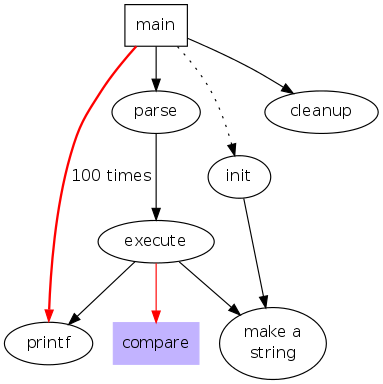 main
parse
cleanup
100 times
init
execute
printf
compare
make a
string